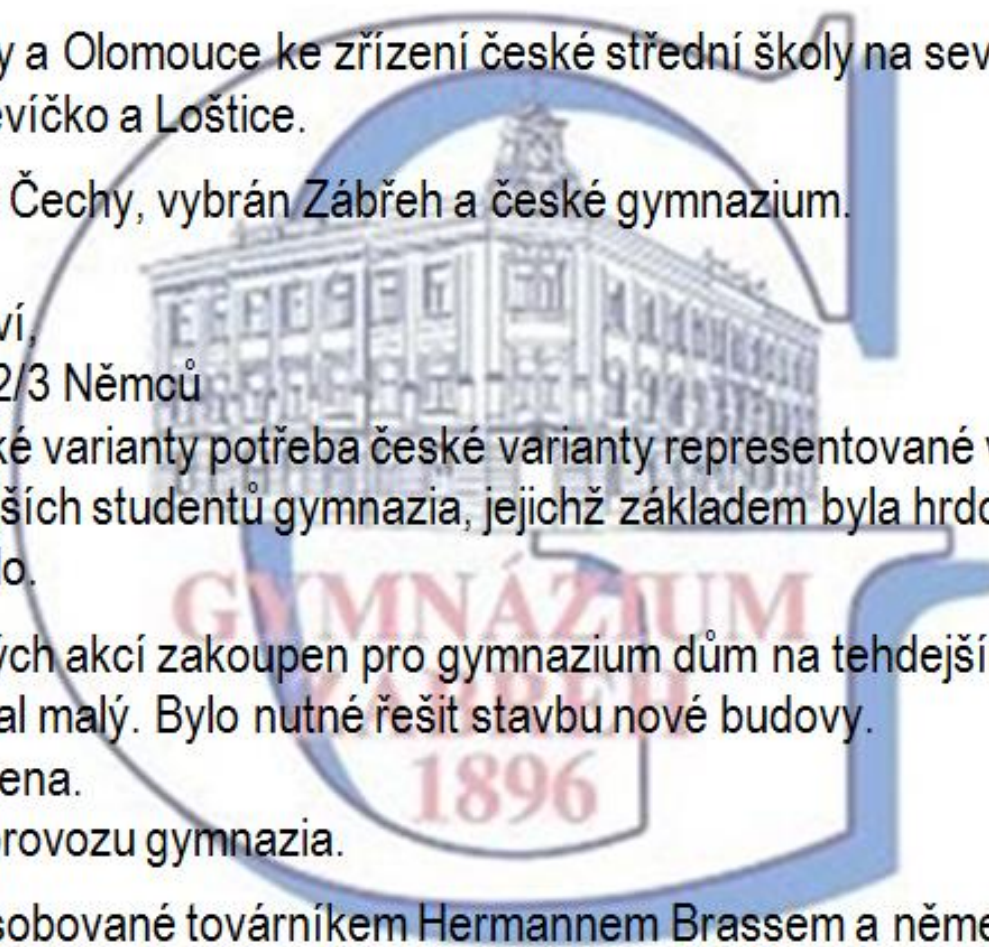 y a Olomouce ke zřízení české střední školy na sev
evíčko a Loštice.
Čechy, vybrán Zábřeh a české gymnazium.
ví,
2/3 Němců
ké varianty potřeba české varianty representované v
ších studentů gymnazia, jejichž základem byla hrdo
lo.
GYMNÁZIUM
ých akcí zakoupen pro gymnazium dům na tehdejší
ZÁBŘEH
al malý. Bylo nutné řešit stavbu nové budovy.
1896
ena.
provozu gymnazia.
sobované továrníkem Hermannem Brassem a něme